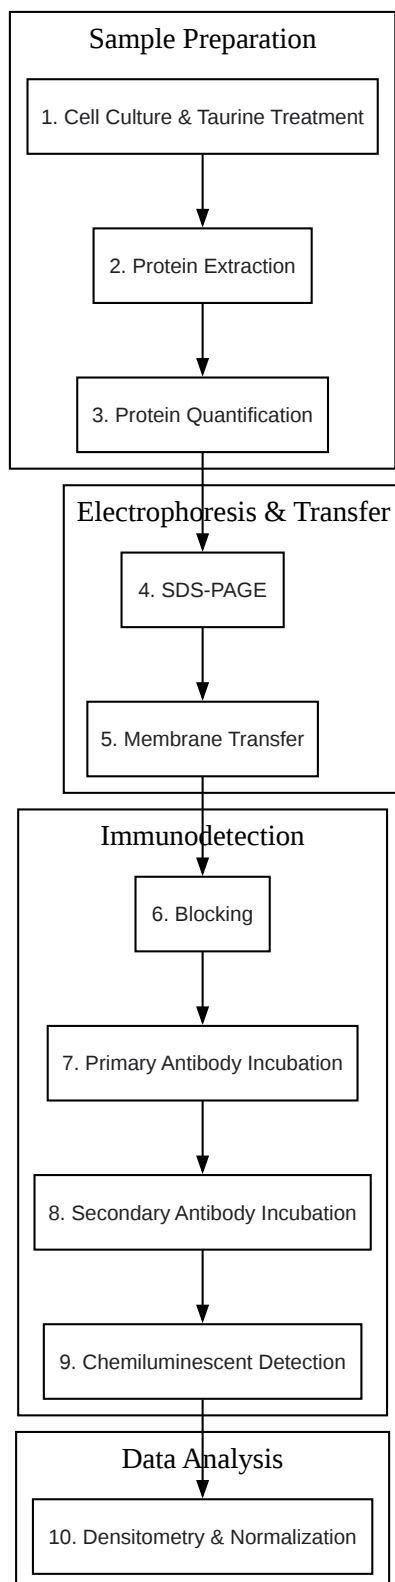 Sample Preparation
1. Cell Culture & Taurine Treatment
2. Protein Extraction
3. Protein Quantification
Electrophoresis & Transfer
4. SDS-PAGE
5. Membrane Transfer
Immunodetection
6. Blocking
7. Primary Antibody Incubation
8. Secondary Antibody Incubation
9. Chemiluminescent Detection
Data Analysis
10. Densitometry & Normalization